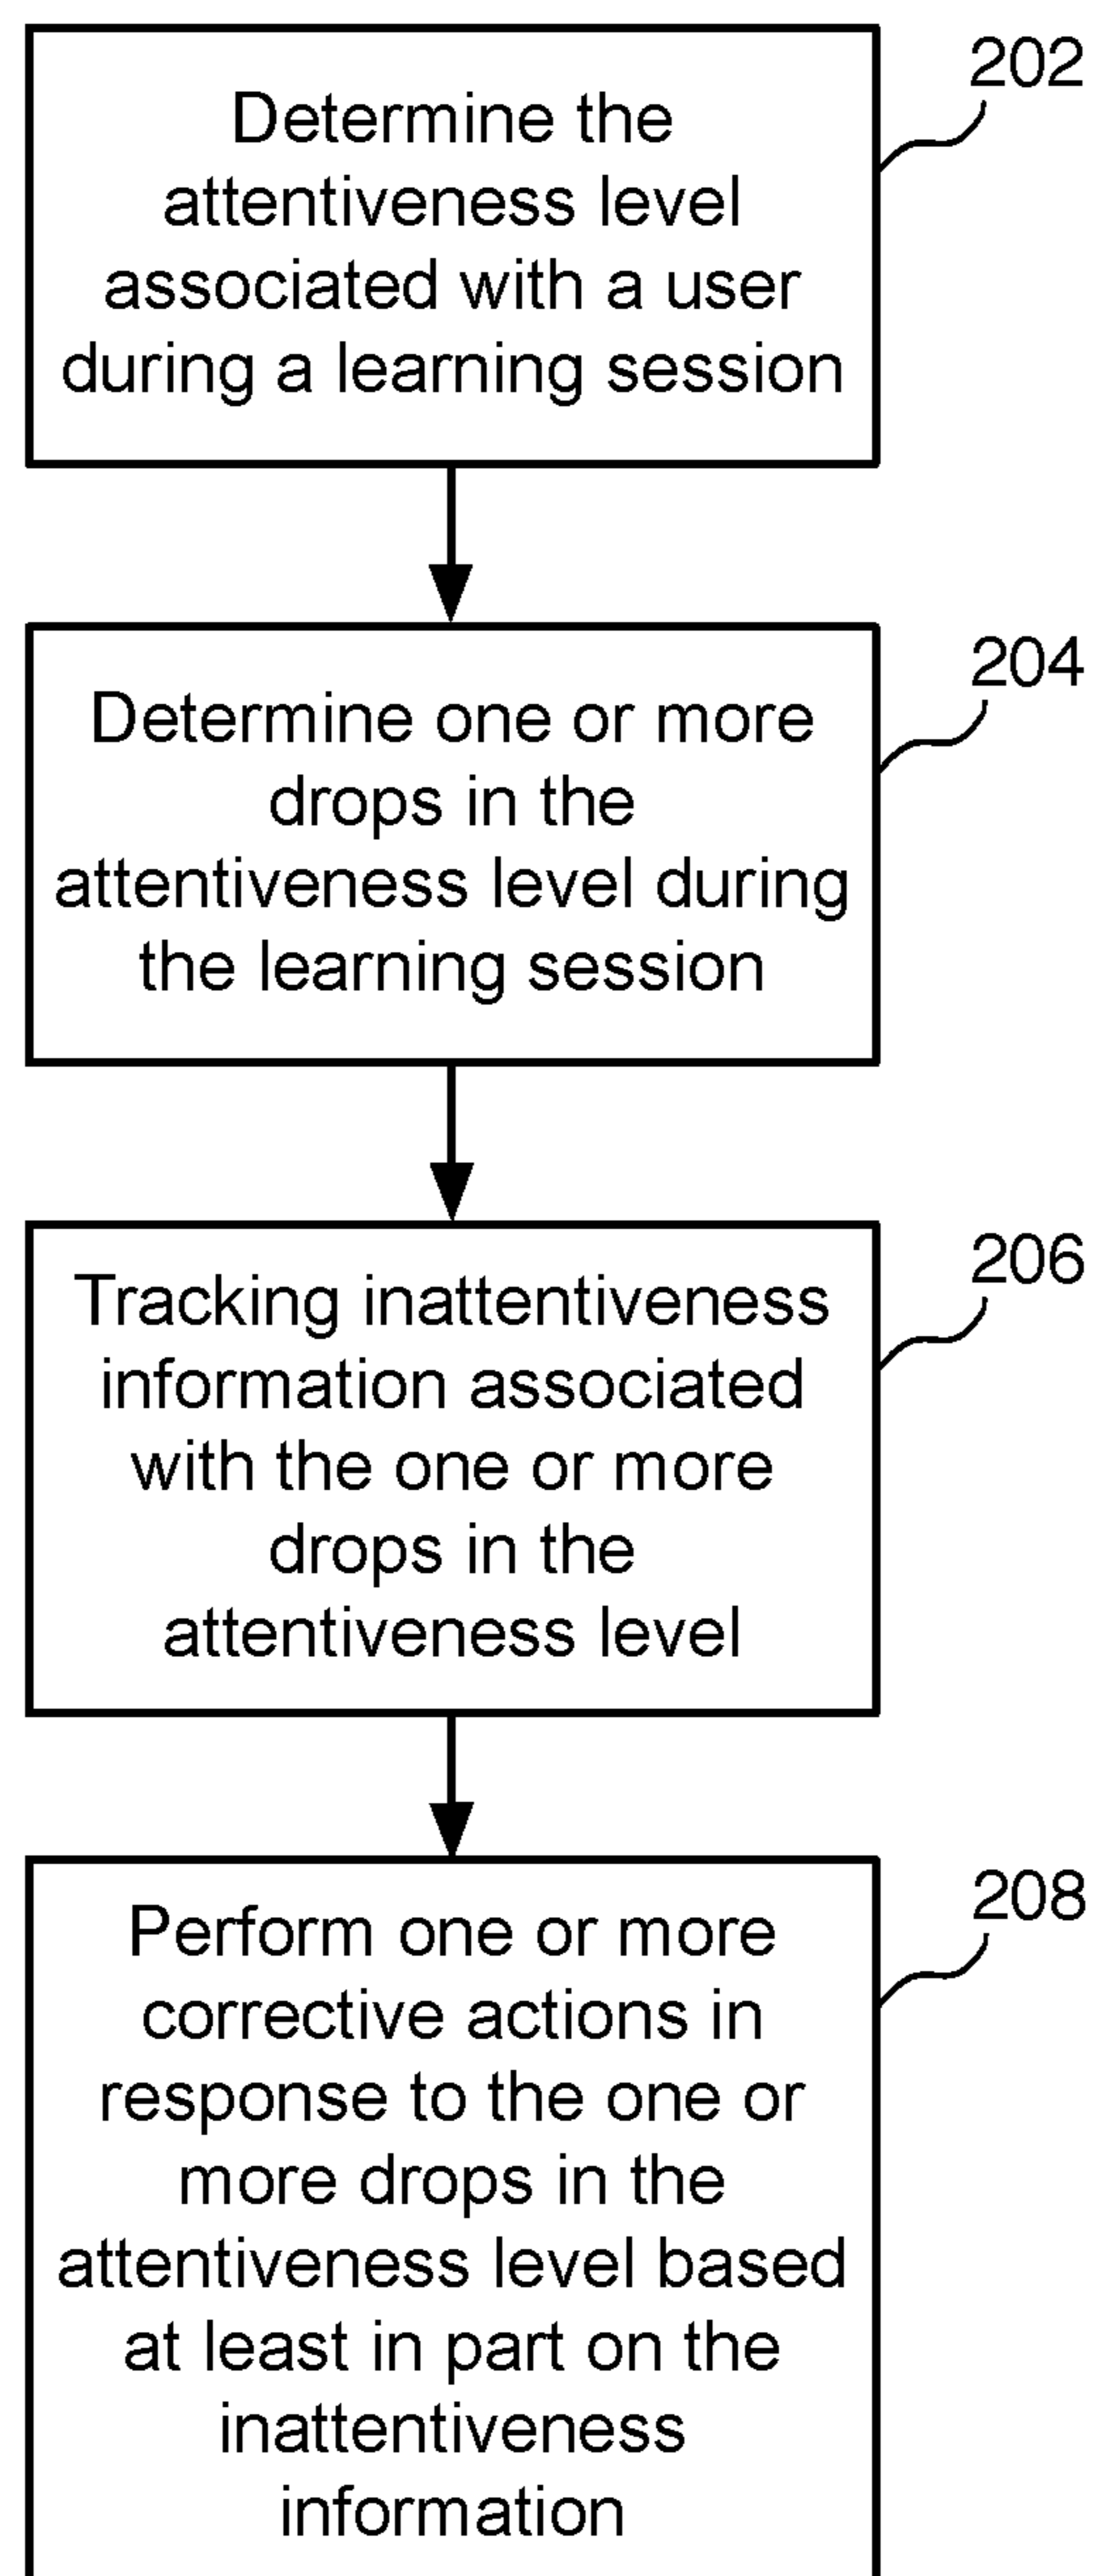 202
Determine the
attentiveness level
associated with a user
during a learning session
204
Determine one or more
drops in the
attentiveness level during
the learning session
206
Tracking inattentiveness
information associated
with the one or more
drops in the
attentiveness level
208
Perform one or more
corrective actions in
response to the one or
more drops in the
attentiveness level based
at least in part on the
inattentiveness
information